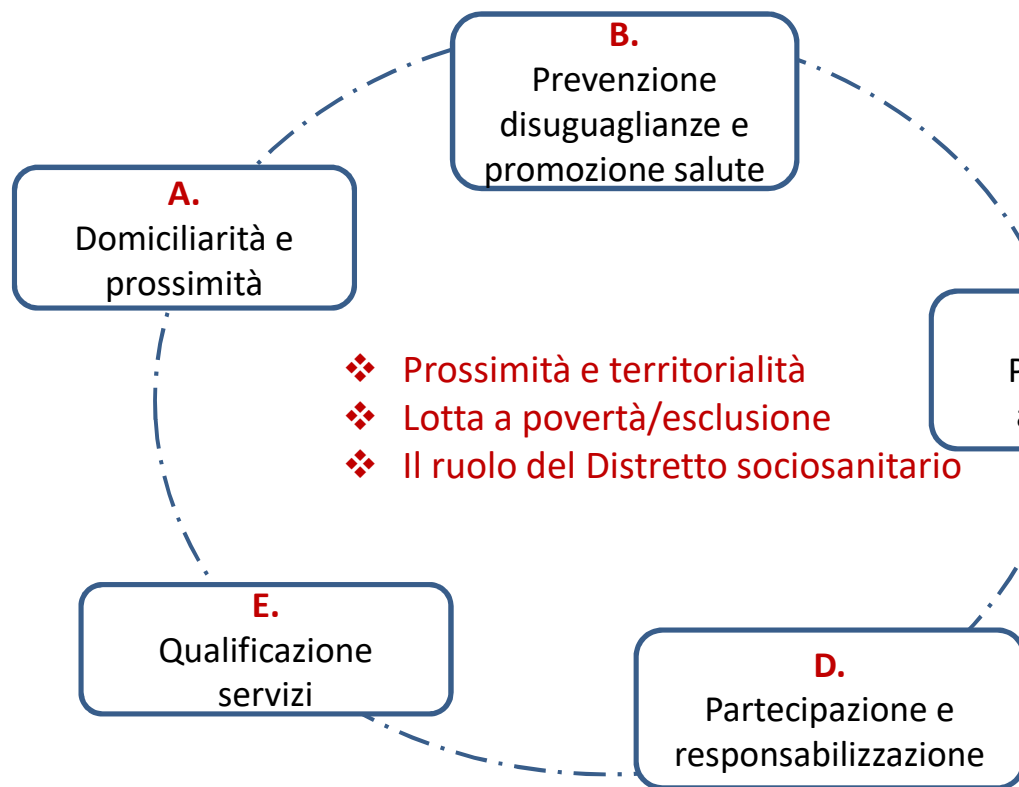 B.
Prevenzione
disuguaglianze e
promozione salute
A.
Domiciliarità e
prossimità
❖ Prossimità e territorialità
❖ Lotta a povertà/esclusione
❖ Il ruolo del Distretto sociosanitario
E.
Qualificazione
servizi
D.
Partecipazione e
responsabilizzazione